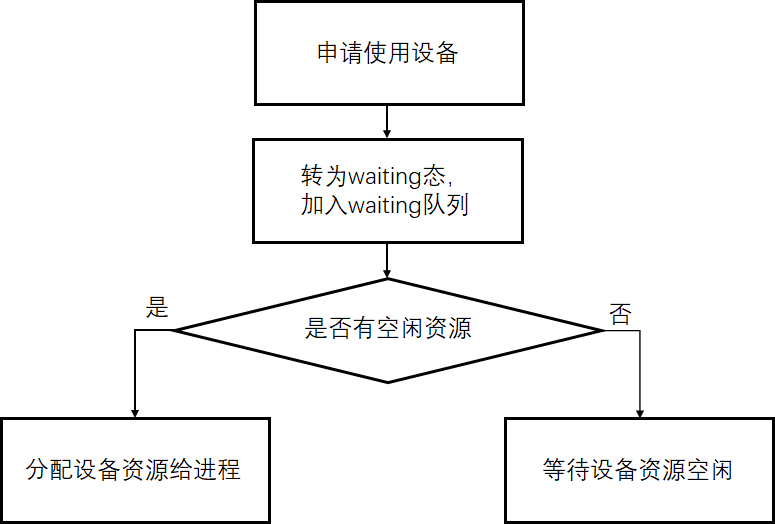 申请使用设备
转为waiting态，
加入waiting队列
是
是否有空闲资源
否
分配设备资源给进程
等待设备资源空闲